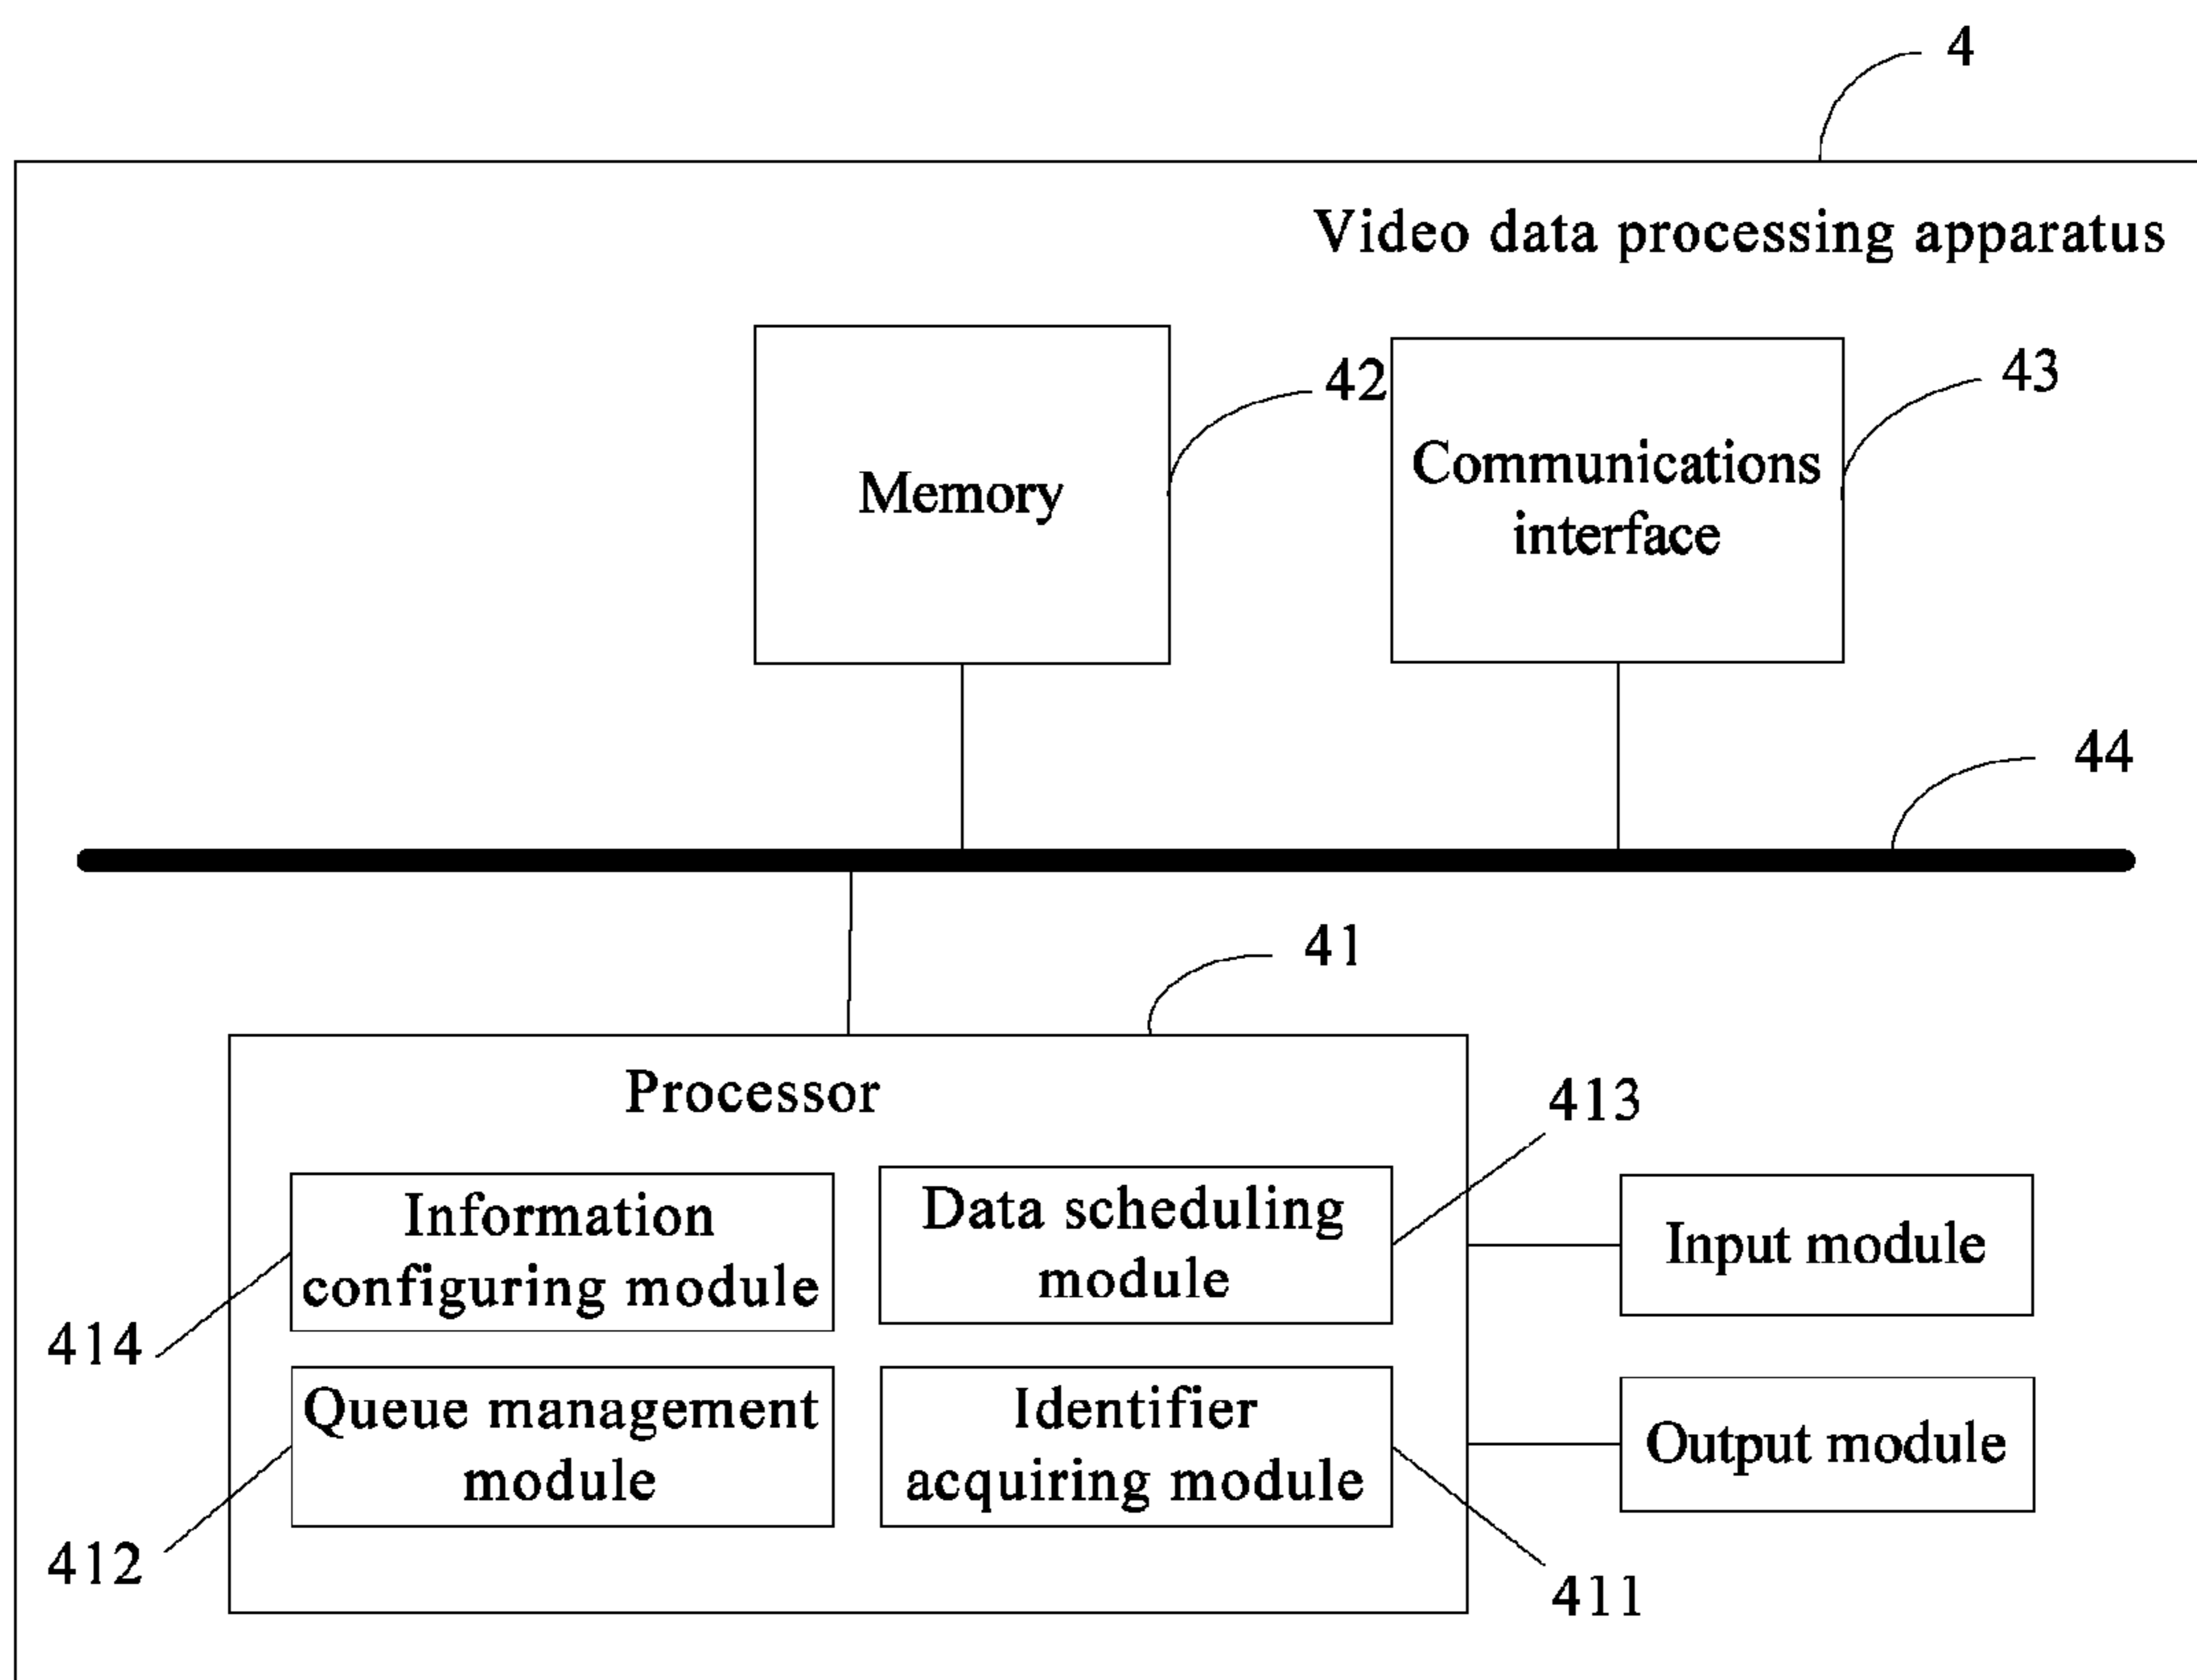 4
Video data processing apparatus
42
43
Memory
Communications
interface
44
41
Processor
413
Information
configuring module
Data scheduling
module
Input module
414
Queue management
module
Identifier
acquiring module
Output module
412
411